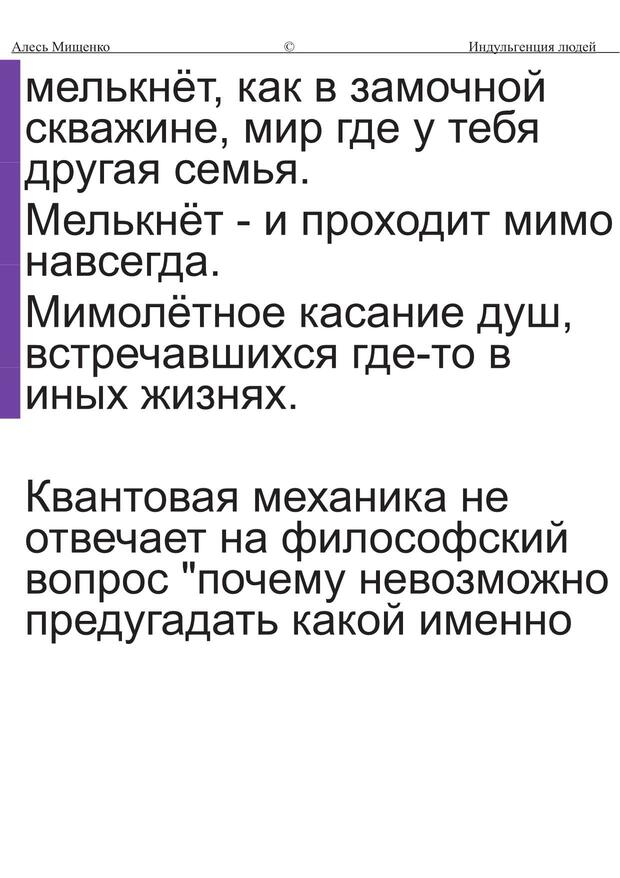 Алесь Мищенко © Индульгенция людей
мелькнёт, как в замочной
скважине, мир где у тебя
другая семья.
Мелькнёт - и проходит мимо
навсегда.
Мимолётное касание душ,
встречавшихся где-то в
иных жизнях.
Квантовая механика не
отвечает на философский
вопрос "почему невозможно
предугадать какой именно